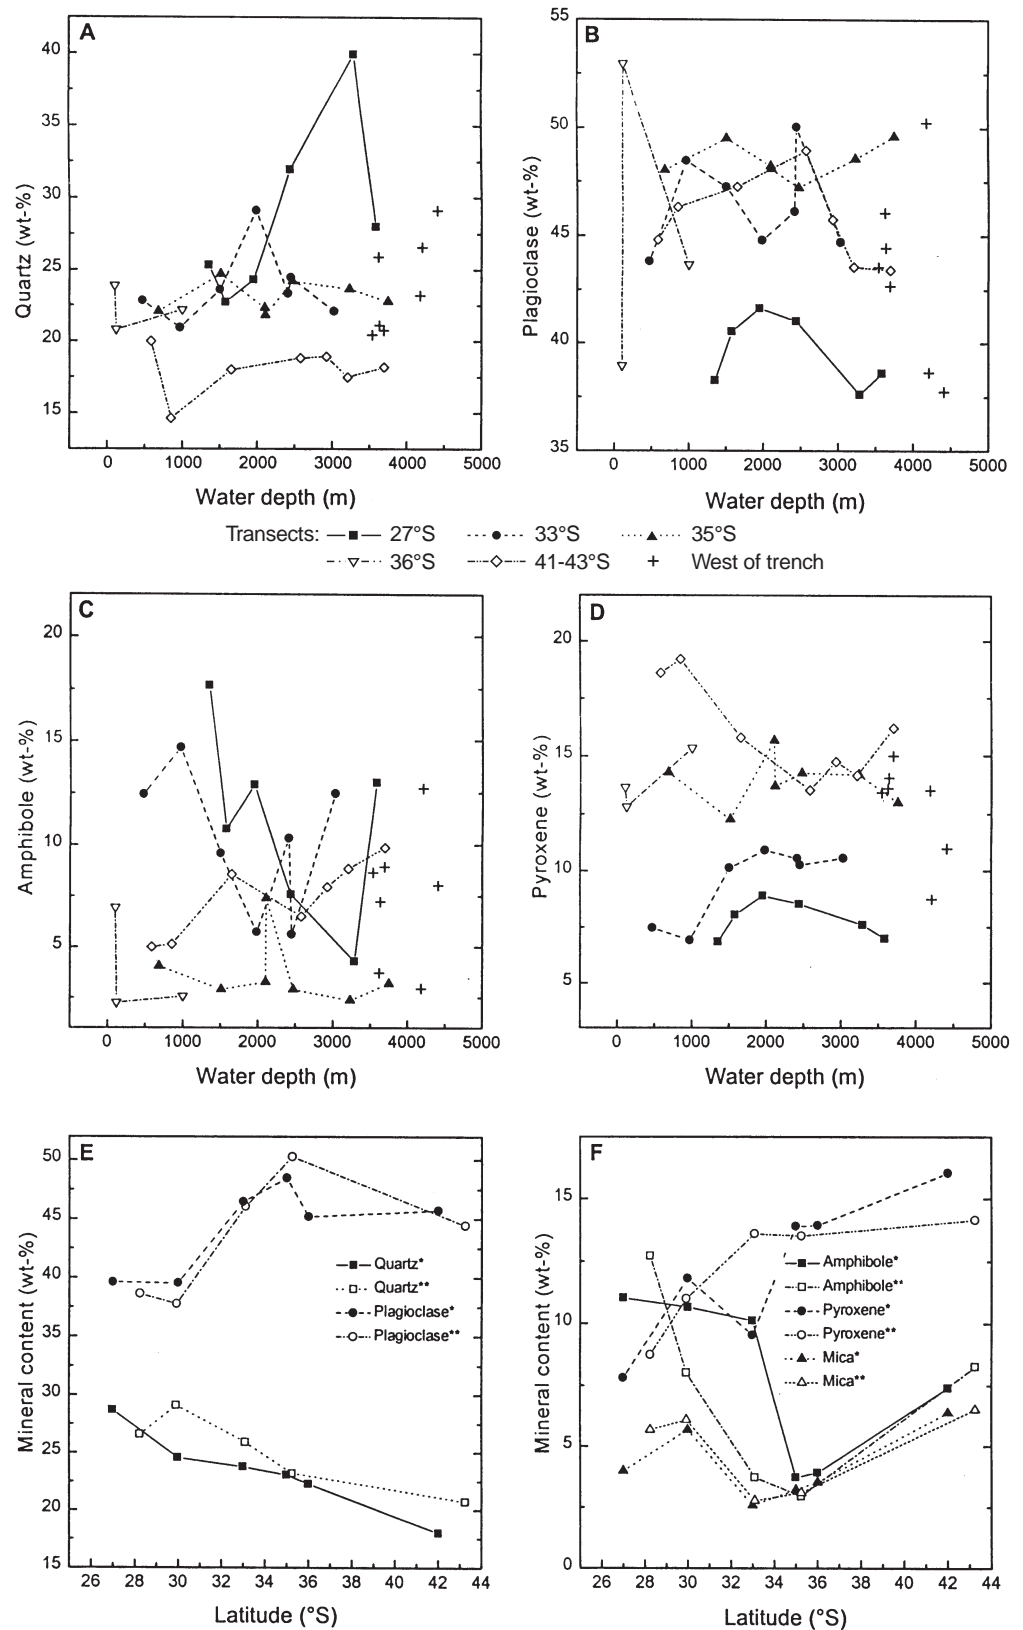 A
40
35
30
25
20
15
Quartz (wt-%)
0 1000 2000 3000 4000 5000
Water depth (m)
B
55
50
45
40
35
Plagioclase (wt-%)
0 1000 2000 3000 4000 5000
Water depth (m)
Transects: 27°S 33°S 35°S
36°S 41-43°S West of trench
C
20
15
10
5
Amphibole (wt-%)
0 1000 2000 3000 4000 5000
Water depth (m)
D
20
15
10
5
Pyroxene (wt-%)
0 1000 2000 3000 4000 5000
Water depth (m)
E
50
45
40
35
30
25
20
15
Mineral content (wt-%)
Quartz*
Quartz**
Plagioclase*
Plagioclase**
26 28 30 32 34 36 38 40 42 44
Latitude (°S)
F
15
10
5
0
Mineral content (wt-%)
Amphibole*
Amphibole**
Pyroxene*
Pyroxene**
Mica*
Mica**
26 28 30 32 34 36 38 40 42 44
Latitude (°S)